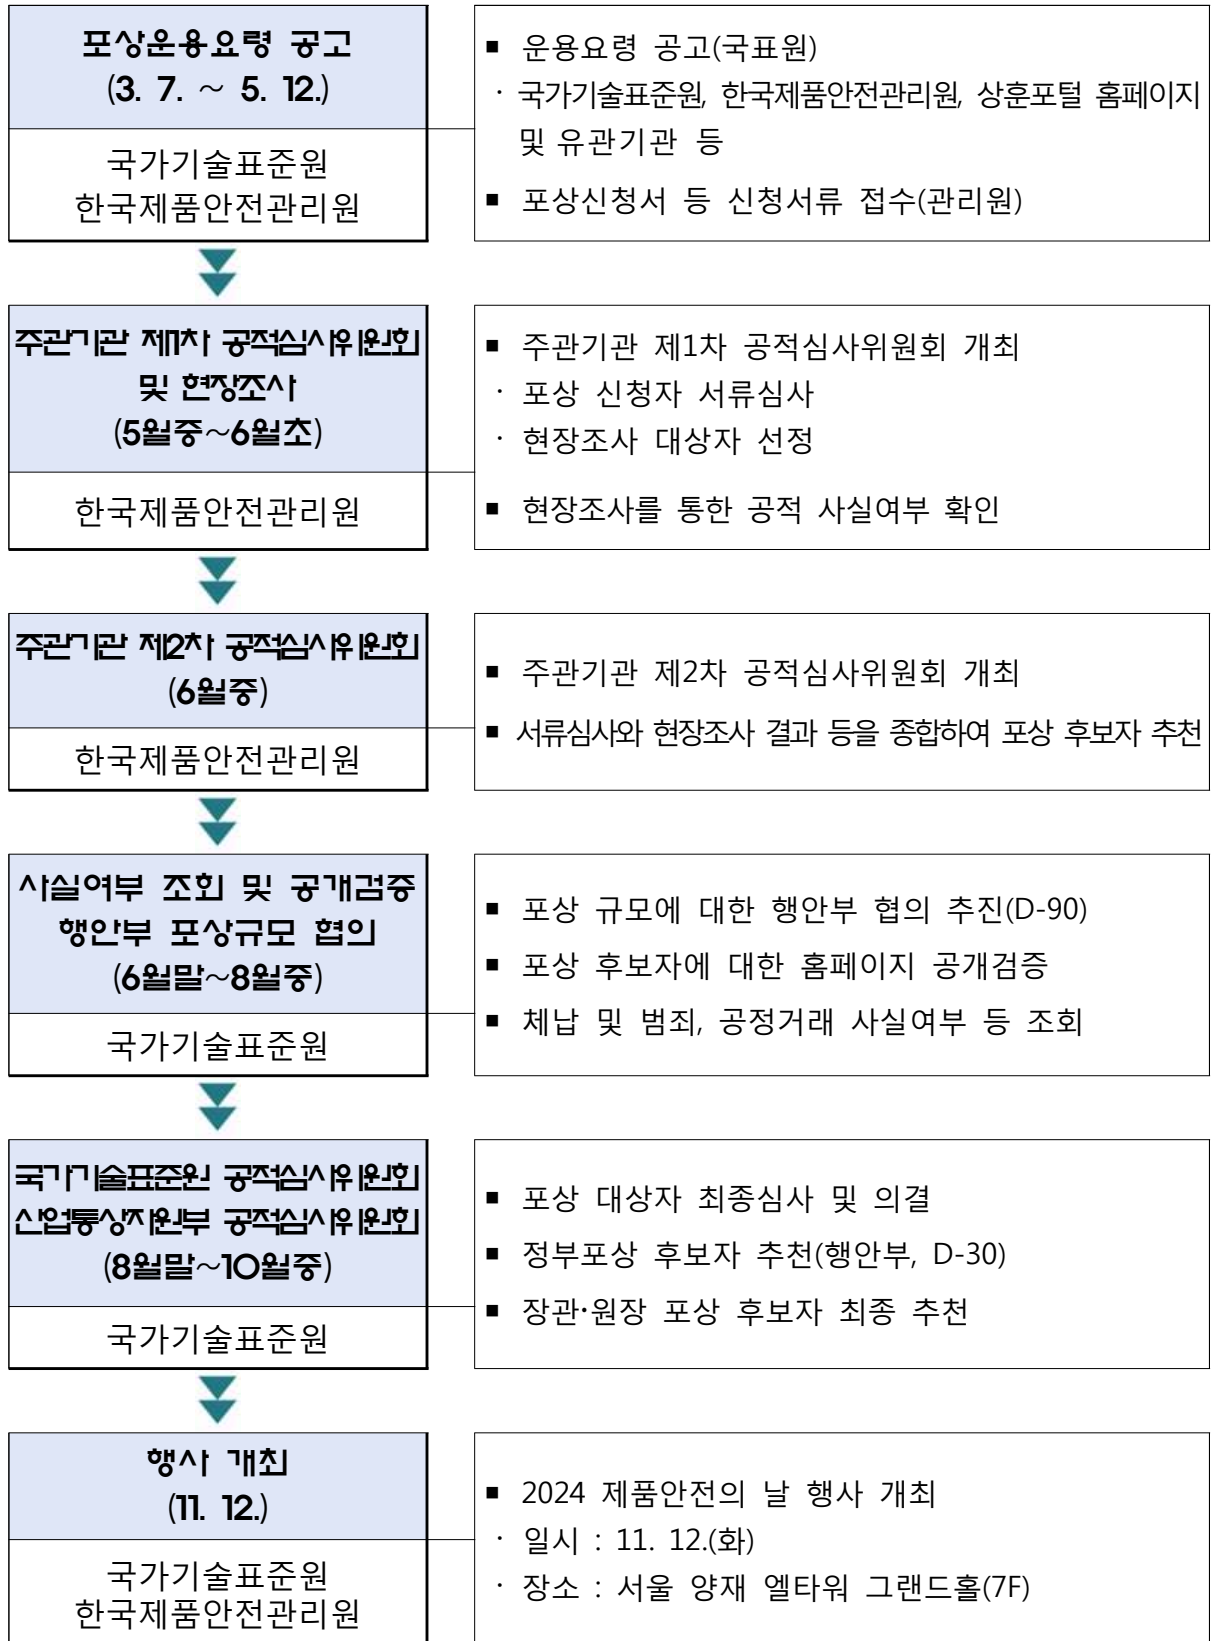 포상운용요령 공고
(3. 7. ~ 5. 12.)
국가기술표준원
한국제품안전관리원
▪ 운용요령 공고(국표원)
· 국가기술표준원, 한국제품안전관리원, 상훈포털 홈페이지
및 유관기관 등
▪ 포상신청서 등 신청서류 접수(관리원)
주관기관 제1차 공적심사위원회
및 현장조사
(5월중~6월초)
한국제품안전관리원
▪ 주관기관 제1차 공적심사위원회 개최
· 포상 신청자 서류심사
· 현장조사 대상자 선정
▪ 현장조사를 통한 공적 사실여부 확인
주관기관 제2차 공적심사위원회
(6월중)
한국제품안전관리원
▪ 주관기관 제2차 공적심사위원회 개최
▪ 서류심사와 현장조사 결과 등을 종합하여 포상 후보자 추천
사실여부 조회 및 공개검증
행안부 포상규모 협의
(6월말~8월중)
국가기술표준원
▪ 포상 규모에 대한 행안부 협의 추진(D-90)
▪ 포상 후보자에 대한 홈페이지 공개검증
▪ 체납 및 범죄, 공정거래 사실여부 등 조회
국가기술표준원 공적심사위원회
산업통상자원부 공적심사위원회
(8월말~10월중)
국가기술표준원
▪ 포상 대상자 최종심사 및 의결
▪ 정부포상 후보자 추천(행안부, D-30)
▪ 장관·원장 포상 후보자 최종 추천
행사 개최
(11. 12.)
국가기술표준원
한국제품안전관리원
▪ 2024 제품안전의 날 행사 개최
· 일시 : 11. 12.(화)
· 장소 : 서울 양재 엘타워 그랜드홀(7F)